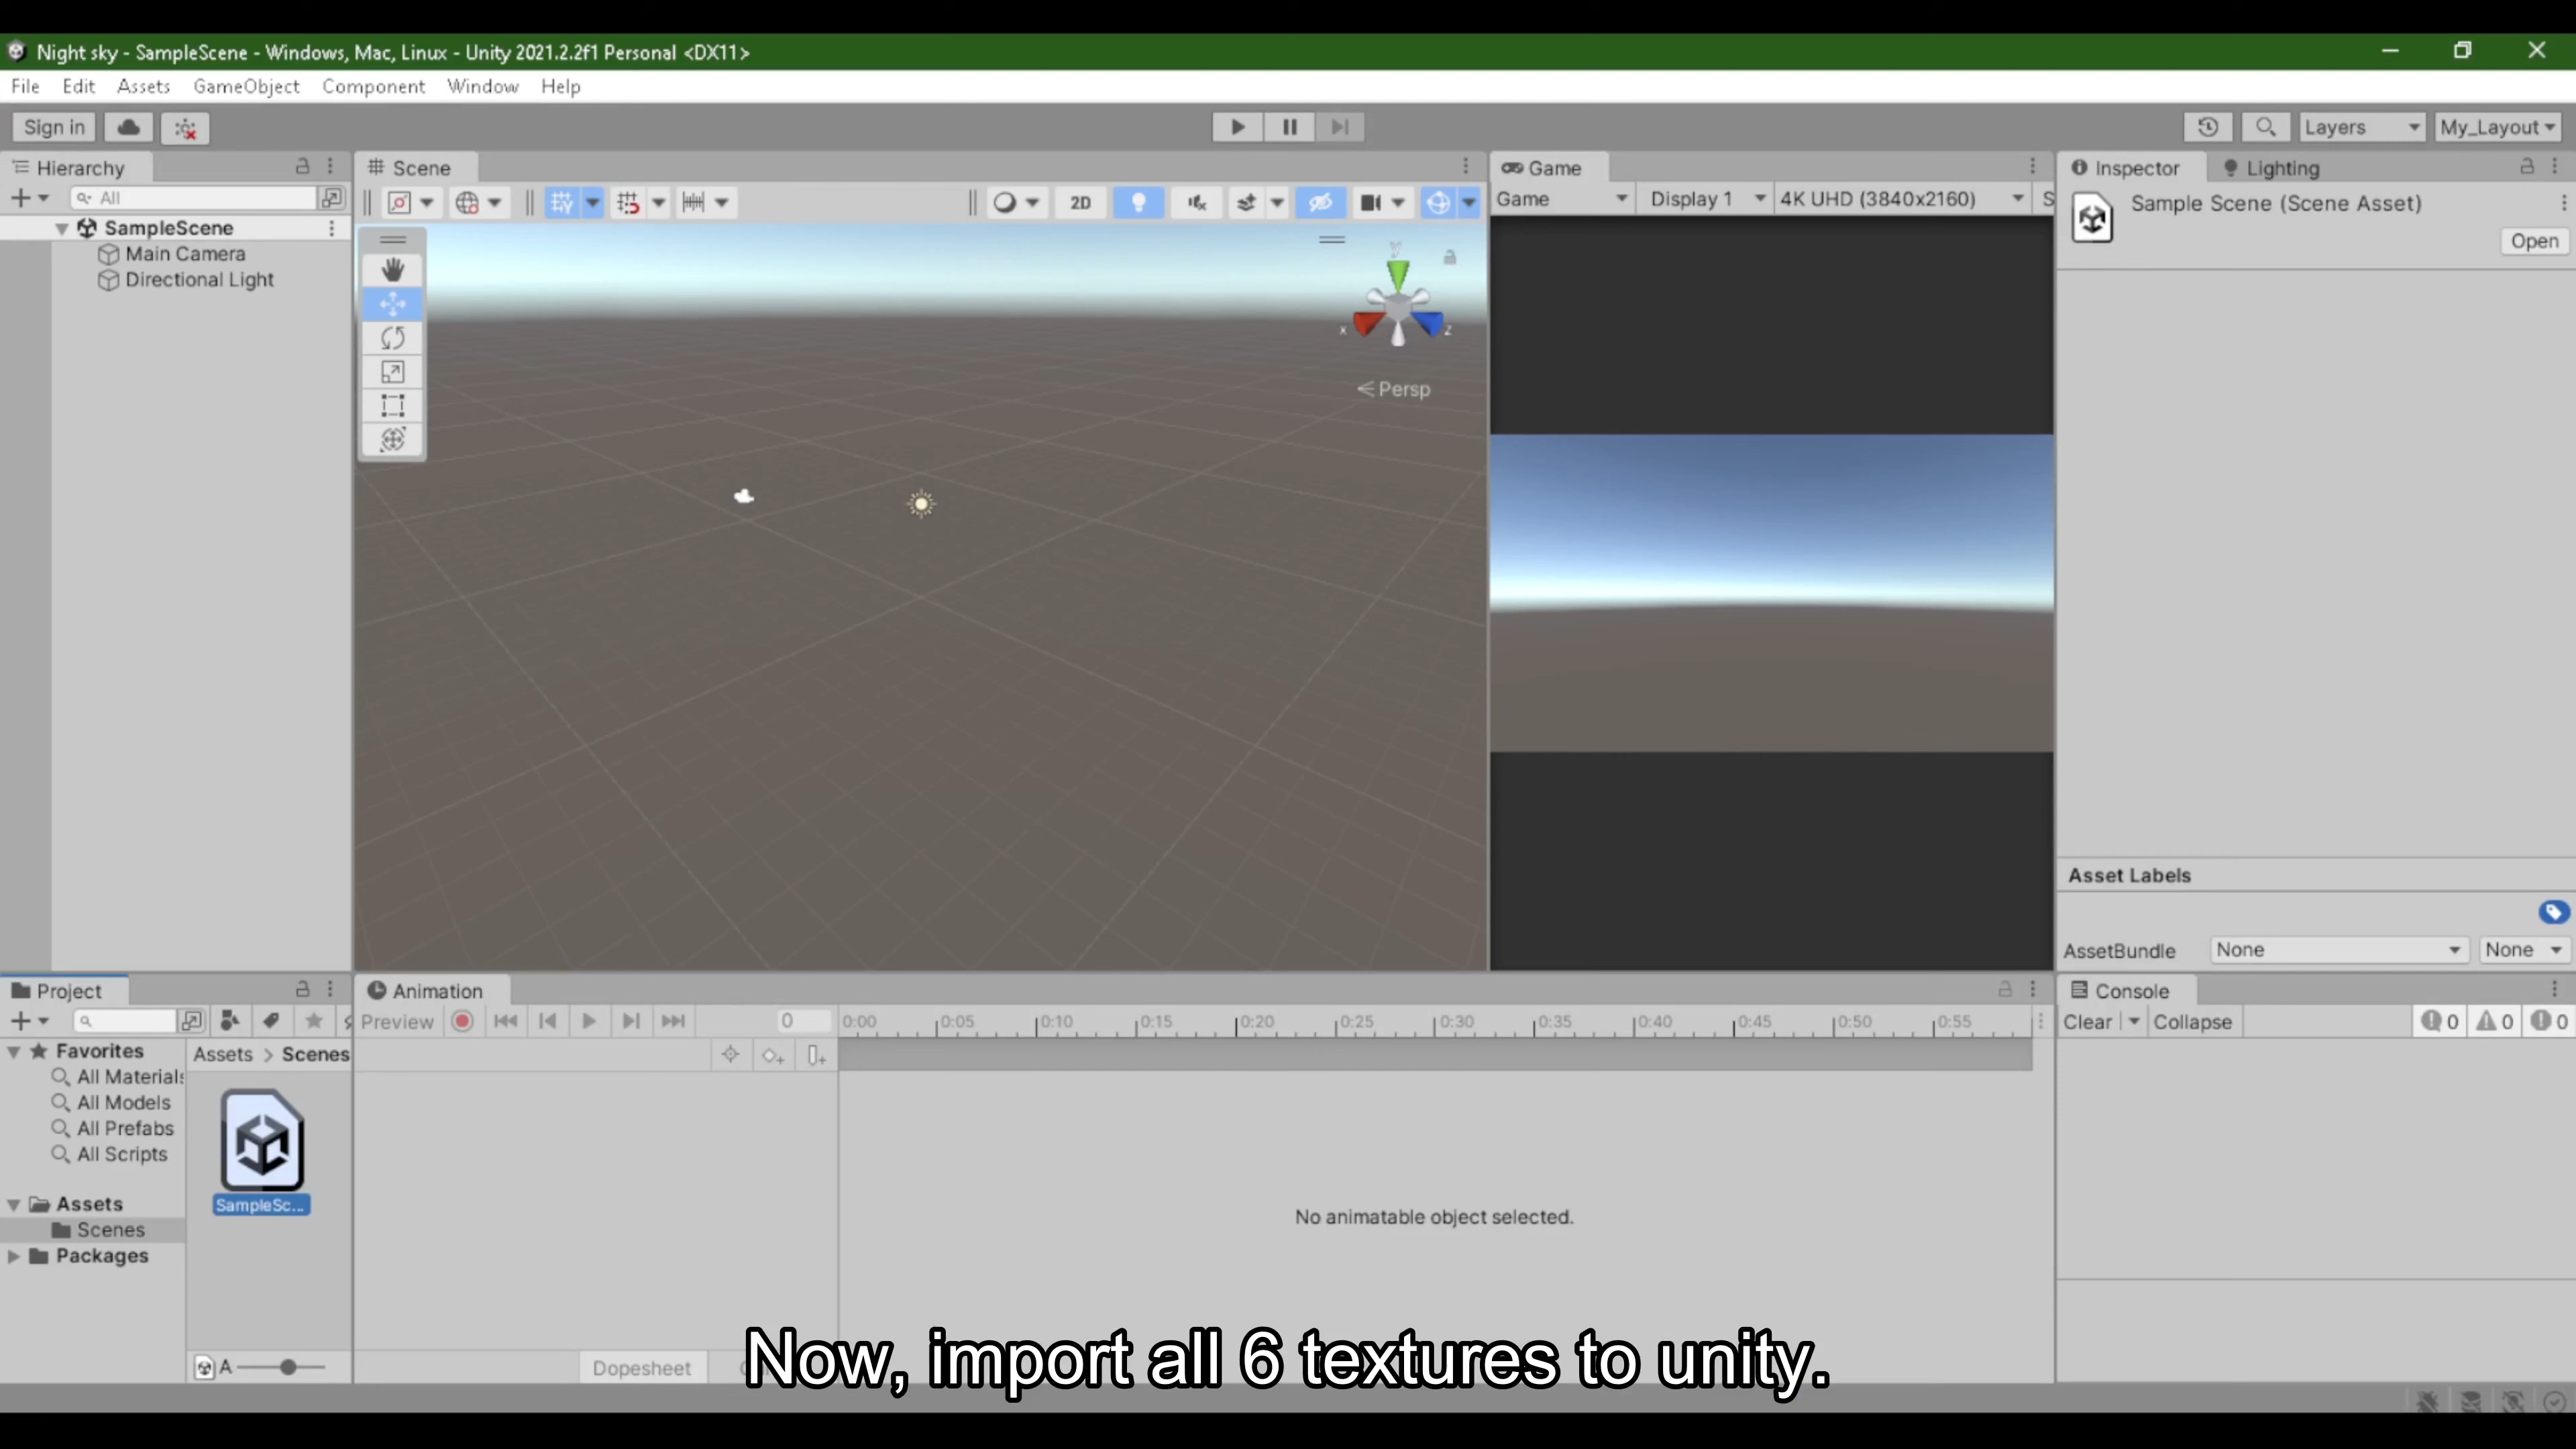 Night sky - SampleScene - Windows, Mac, Linux - Unity 2021.2.2f1 Personal <DX11>
File Edit Assets GameObject Component Window Help
Sign in
Layers
My_Layout
Hierarchy
All
SampleScene
Main Camera
Directional Light
Scene
2D
y
x
z
Persp
Game
Game
Display 1
4K UHD (3840x2160)
S
Inspector
Lighting
Sample Scene (Scene Asset)
Open
Asset Labels
AssetBundle
None
None
Project
Favorites
All Materials
All Models
All Prefabs
All Scripts
Assets
Scenes
Packages
Assets > Scenes
SampleSc...
A
Animation
Preview
0
0:00 0:05 0:10 0:15 0:20 0:25 0:30 0:35 0:40 0:45 0:50 0:55
No animatable object selected.
Dopesheet
Console
Clear
Collapse
0 0 0
Now, import all 6 textures to unity.